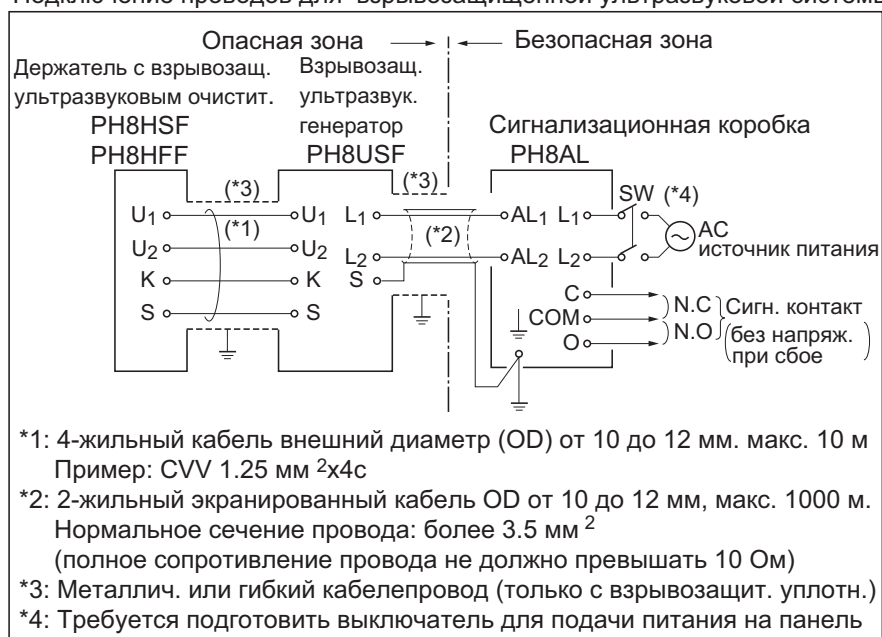 Подключение проводов для взрывозащищенной ультразвуковой системы
Опасная зона
Безопасная зона
Держатель с взрывозащ.
ультразвуковым очистит.
PH8HSF
PH8HFF
Взрывозащ.
ультразвук.
генератор
PH8USF
Сигнализационная коробка
PH8AL
(*3)
(*3)
SW (*4)
U1
(*1)
U1
L1
AL1
L1
AC
источник питания
U2
U2
L2
(*2)
AL2
L2
K
K
S
S
S
C
COM
O
N.C
N.O
Сигн. контакт
(без напряж.
при сбое)
*1: 4-жильный кабель внешний диаметр (OD) от 10 до 12 мм. макс. 10 м
Пример: CVV 1.25 мм ²x4c
*2: 2-жильный экранированный кабель OD от 10 до 12 мм, макс. 1000 м.
Нормальное сечение провода: более 3.5 мм ²
(полное сопротивление провода не должно превышать 10 Ом)
*3: Металлич. или гибкий кабелепровод (только с взрывозащит. уплотн.)
*4: Требуется подготовить выключатель для подачи питания на панель